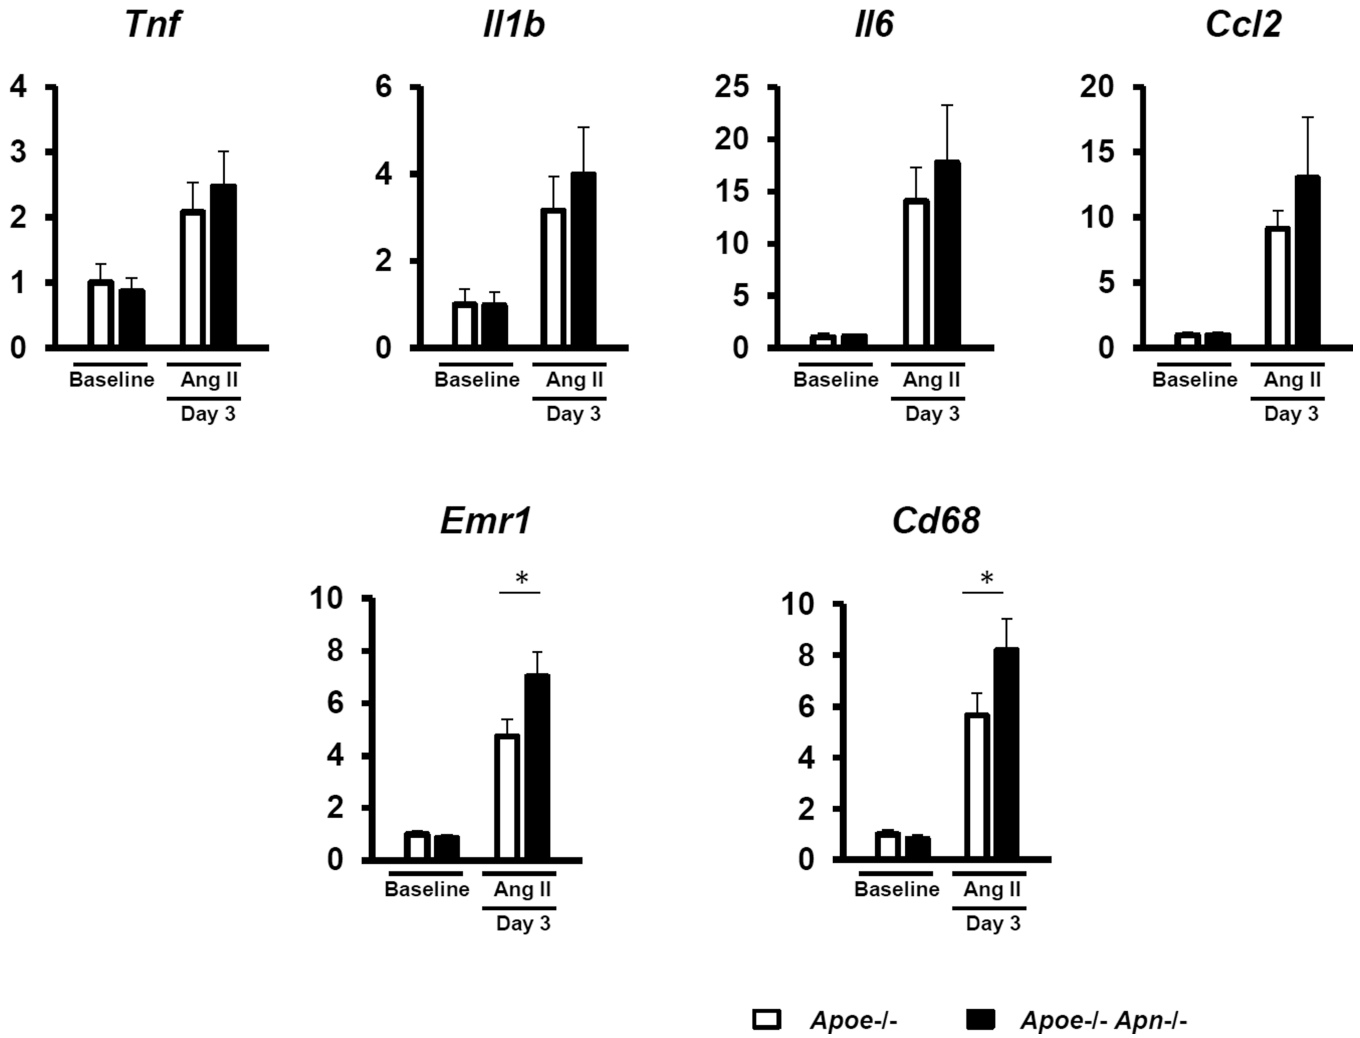 Tnf Il1b Il6 Ccl2
4 6 25 20
3 4 20 15
2 2 15 10
1 0 10 5
0 5 0
0
Baseline Ang II Baseline Ang II Baseline Ang II Baseline Ang II
Day 3 Day 3 Day 3 Day 3
Emr1 Cd68
* *
10 10
8 8
6 6
4 4
2 2
0 0
Baseline Ang II Baseline Ang II
Day 3 Day 3
Apoe-/- Apoe-/- Apn-/-